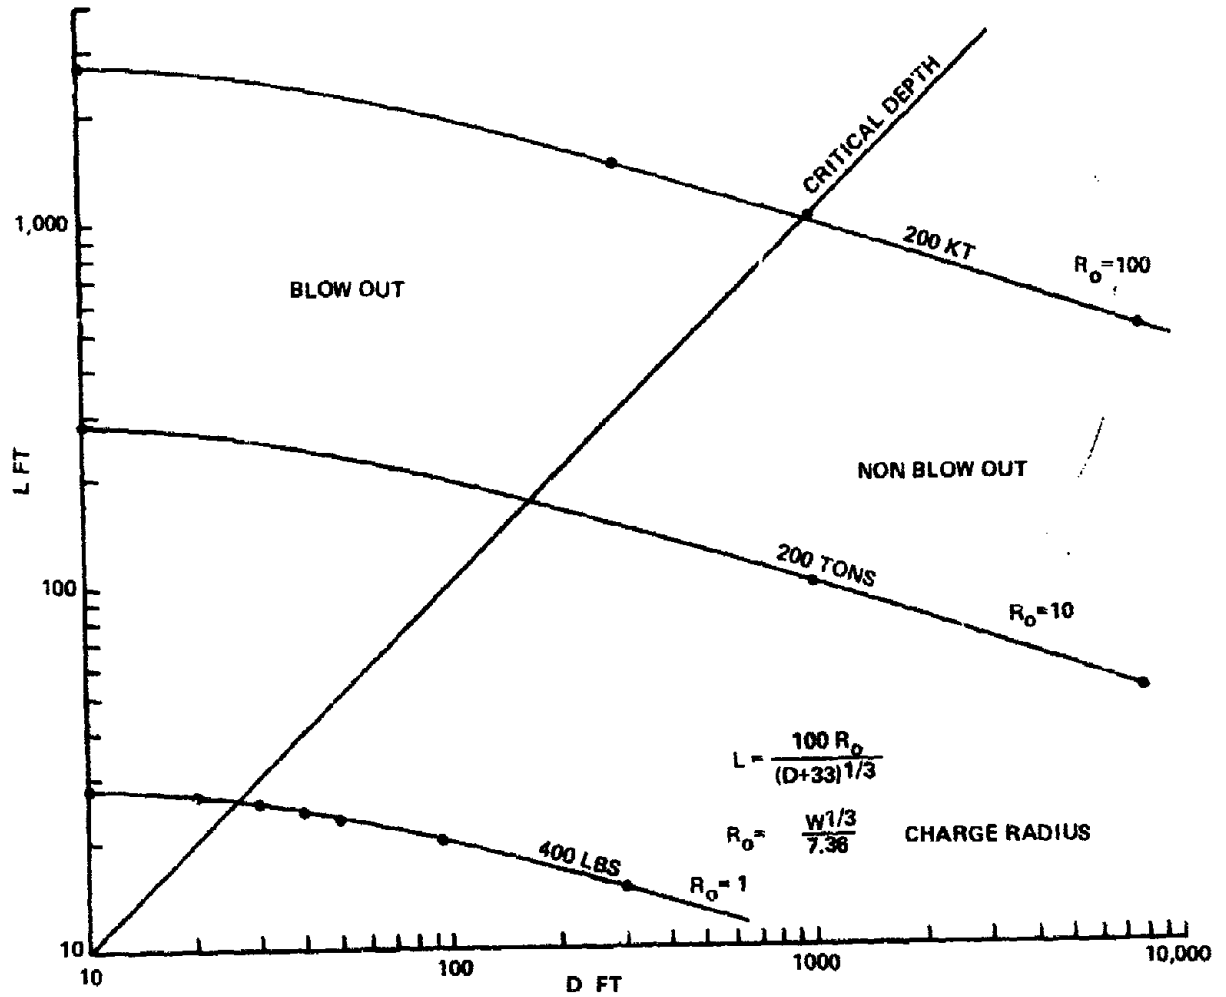 CRITICAL DEPTH
1,000
200 KT
R₀=100
BLOW OUT
L FT
NON BLOW OUT
200 TONS
100
R₀=10
L = 100 R₀ / (D+33)1/3
R₀= W1/3 / 7.36 CHARGE RADIUS
400 LBS
R₀= 1
10
10
100
1000
10,000
D FT